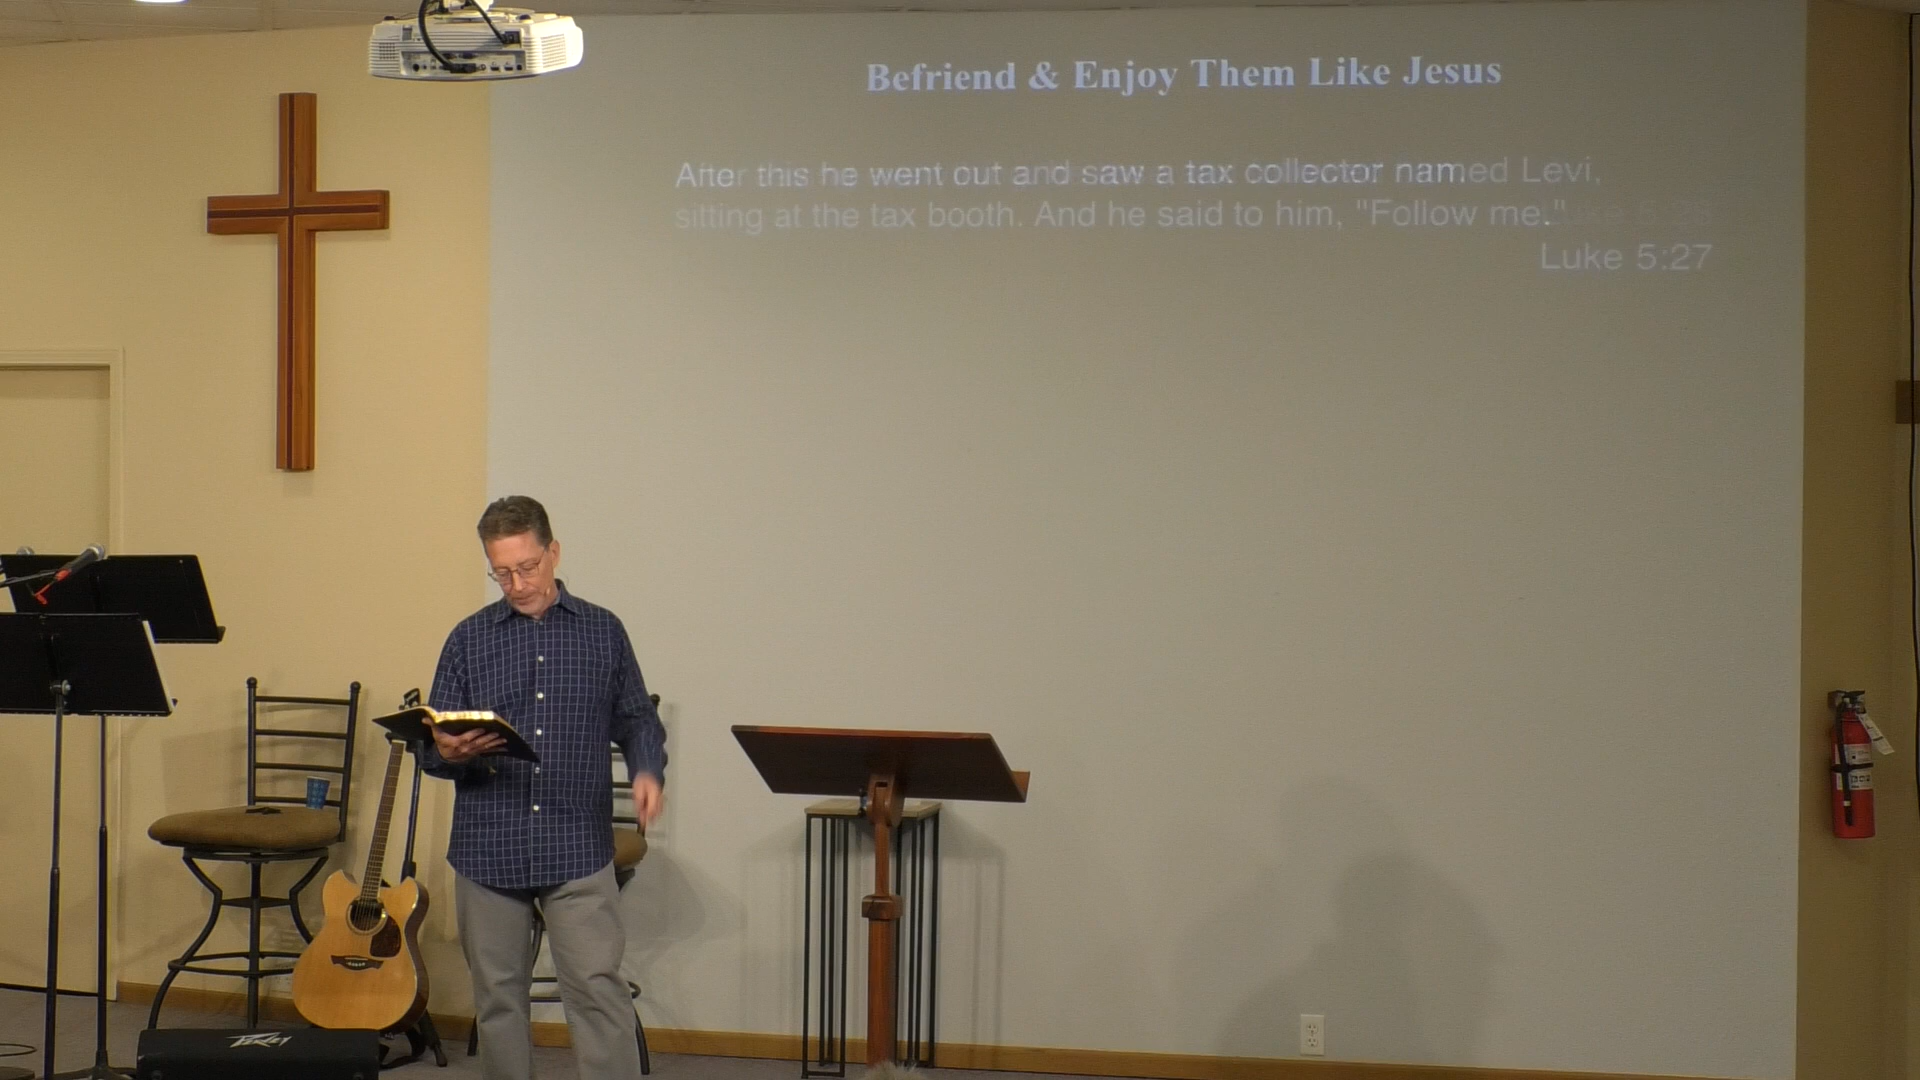 Befriend & Enjoy Them Like Jesus
After this he went out and saw a tax collector named Levi,
sitting at the tax booth. And he said to him, "Follow me."
Luke 5:27
PEAVEY